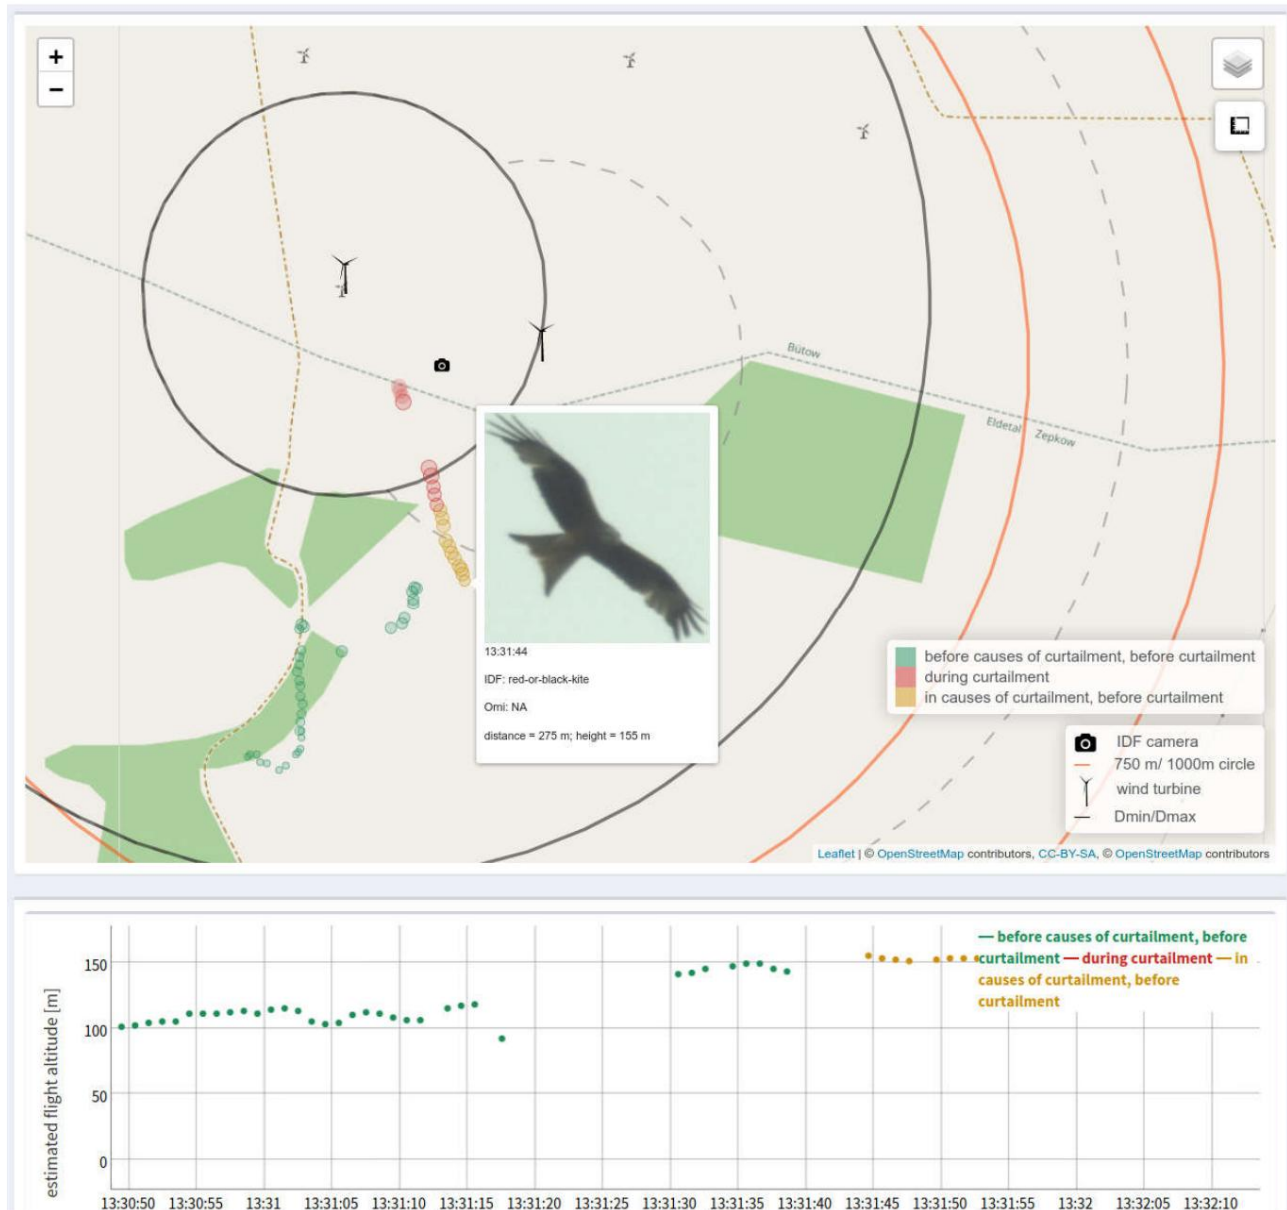 +
−
Bütow
Eldetal
Zepkow
13:31:44
IDF: red-or-black-kite
Omi: NA
distance = 275 m; height = 155 m
before causes of curtailment, before curtailment
during curtailment
in causes of curtailment, before curtailment
IDF camera
750 m/ 1000m circle
wind turbine
Dmin/Dmax
Leaflet | © OpenStreetMap contributors, CC-BY-SA, © OpenStreetMap contributors
— before causes of curtailment, before
curtailment — during curtailment — in
causes of curtailment, before
curtailment
estimated flight altitude [m]
150
100
50
0
13:30:50 13:30:55 13:31 13:31:05 13:31:10 13:31:15 13:31:20 13:31:25 13:31:30 13:31:35 13:31:40 13:31:45 13:31:50 13:31:55 13:32 13:32:05 13:32:10